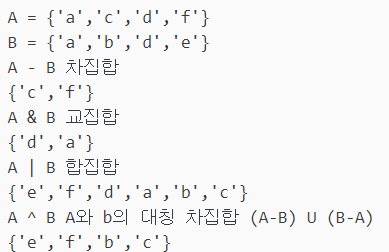 A = {'a','c','d','f'}
B = {'a','b','d','e'}
A - B 차집합
{'c','f'}
A & B 교집합
{'d','a'}
A | B 합집합
{'e','f','d','a','b','c'}
A ^ B A와 b의 대칭 차집합 (A-B) U (B-A)
{'e','f','b','c'}